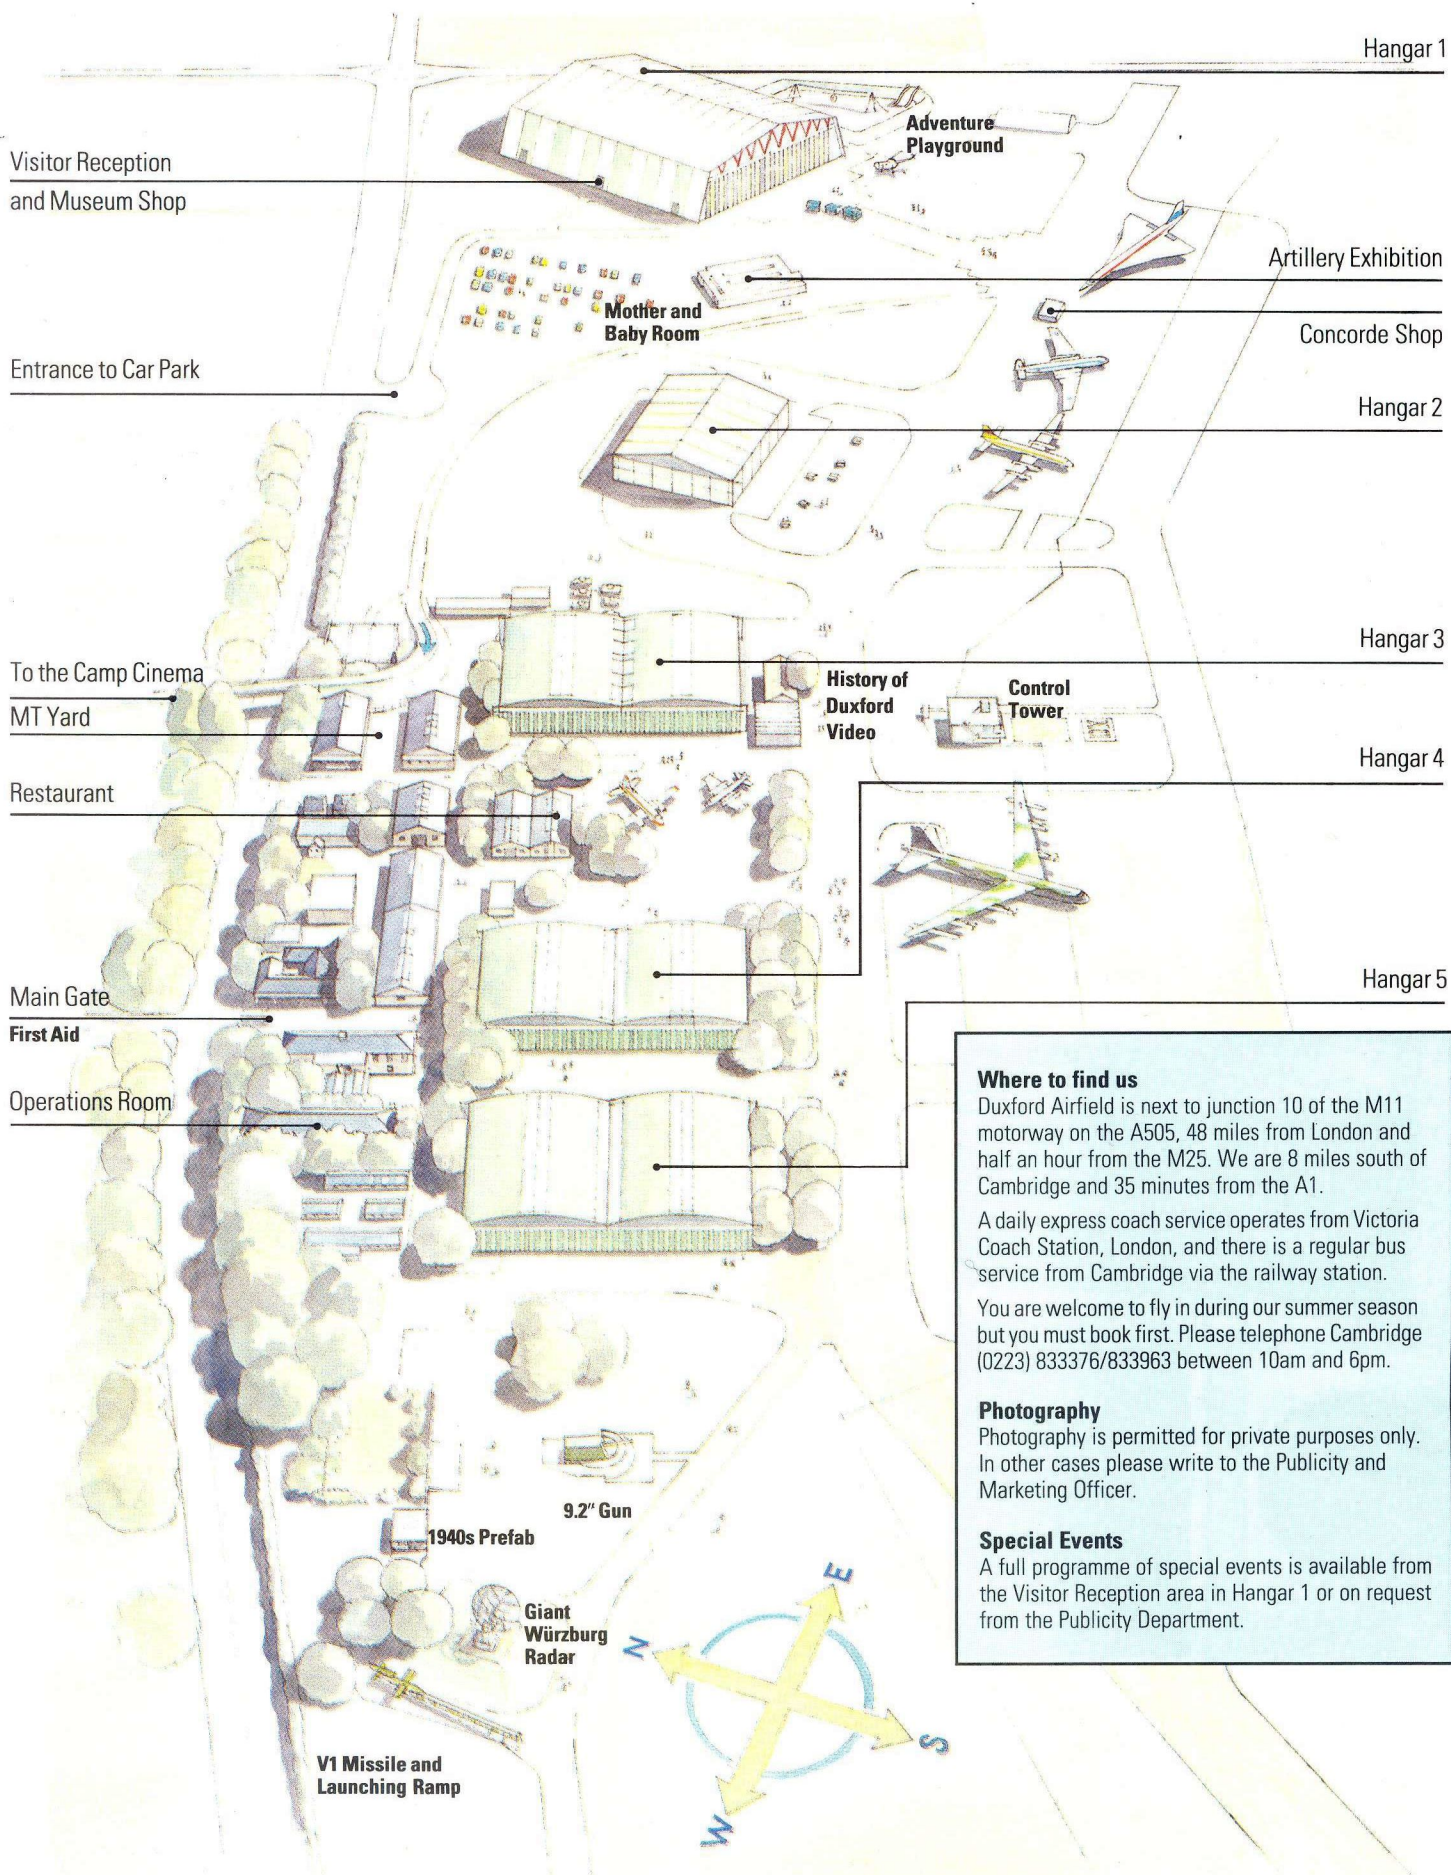 Hangar 1
Adventure
Playground
Visitor Reception
and Museum Shop
Artillery Exhibition
Mother and
Baby Room
Concorde Shop
Entrance to Car Park
Hangar 2
Hangar 3
To the Camp Cinema
History of
Duxford
Video
Control
Tower
MT Yard
Hangar 4
Restaurant
Hangar 5
Main Gate
First Aid
Operations Room
Where to find us
Duxford Airfield is next to junction 10 of the M11
motorway on the A505, 48 miles from London and
half an hour from the M25. We are 8 miles south of
Cambridge and 35 minutes from the A1.
A daily express coach service operates from Victoria
Coach Station, London, and there is a regular bus
service from Cambridge via the railway station.
You are welcome to fly in during our summer season
but you must book first. Please telephone Cambridge
(0223) 833376/833963 between 10am and 6pm.
Photography
Photography is permitted for private purposes only.
In other cases please write to the Publicity and
Marketing Officer.
Special Events
A full programme of special events is available from
the Visitor Reception area in Hangar 1 or on request
from the Publicity Department.
9.2" Gun
1940s Prefab
Giant
Würzburg
Radar
V1 Missile and
Launching Ramp
E
N
S
W